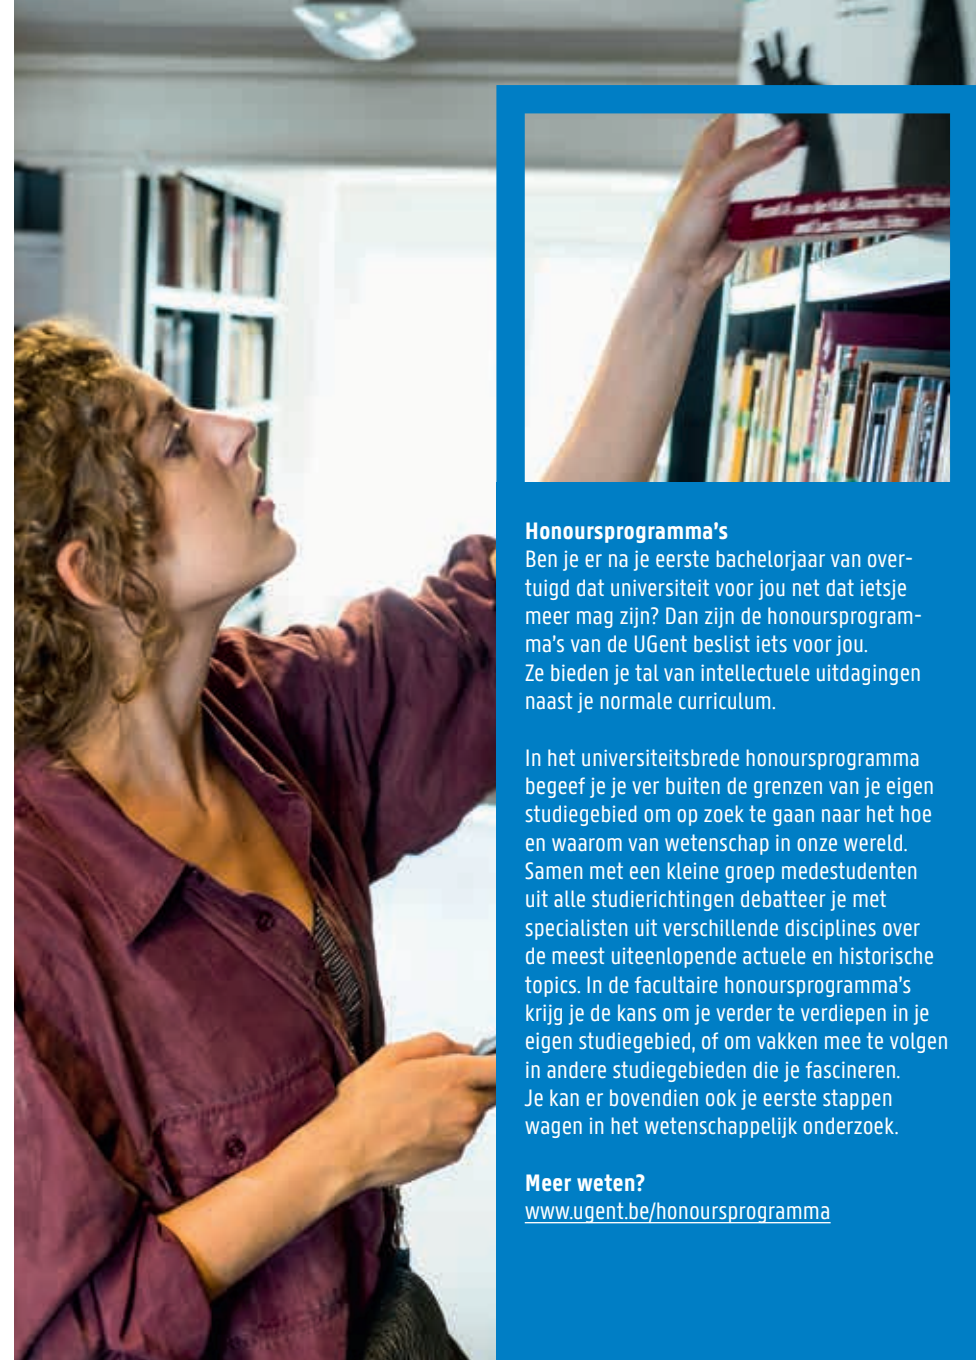 Honoursprogramma's
Ben je er na je eerste bachelorjaar van over-
tuigd dat universiteit voor jou net dat ietsje
meer mag zijn? Dan zijn de honoursprogram-
ma's van de UGent beslist iets voor jou.
Ze bieden je tal van intellectuele uitdagingen
naast je normale curriculum.
In het universiteitsbrede honoursprogramma
begeef je je ver buiten de grenzen van je eigen
studiegebied om op zoek te gaan naar het hoe
en waarom van wetenschap in onze wereld.
Samen met een kleine groep medestudenten
uit alle studierichtingen debatteer je met
specialisten uit verschillende disciplines over
de meest uiteenlopende actuele en historische
topics. In de facultaire honoursprogramma's
krijg je de kans om je verder te verdiepen in je
eigen studiegebied, of om vakken mee te volgen
in andere studiegebieden die je fascineren.
Je kan er bovendien ook je eerste stappen
wagen in het wetenschappelijk onderzoek.
Meer weten?
www.ugent.be/honoursprogramma